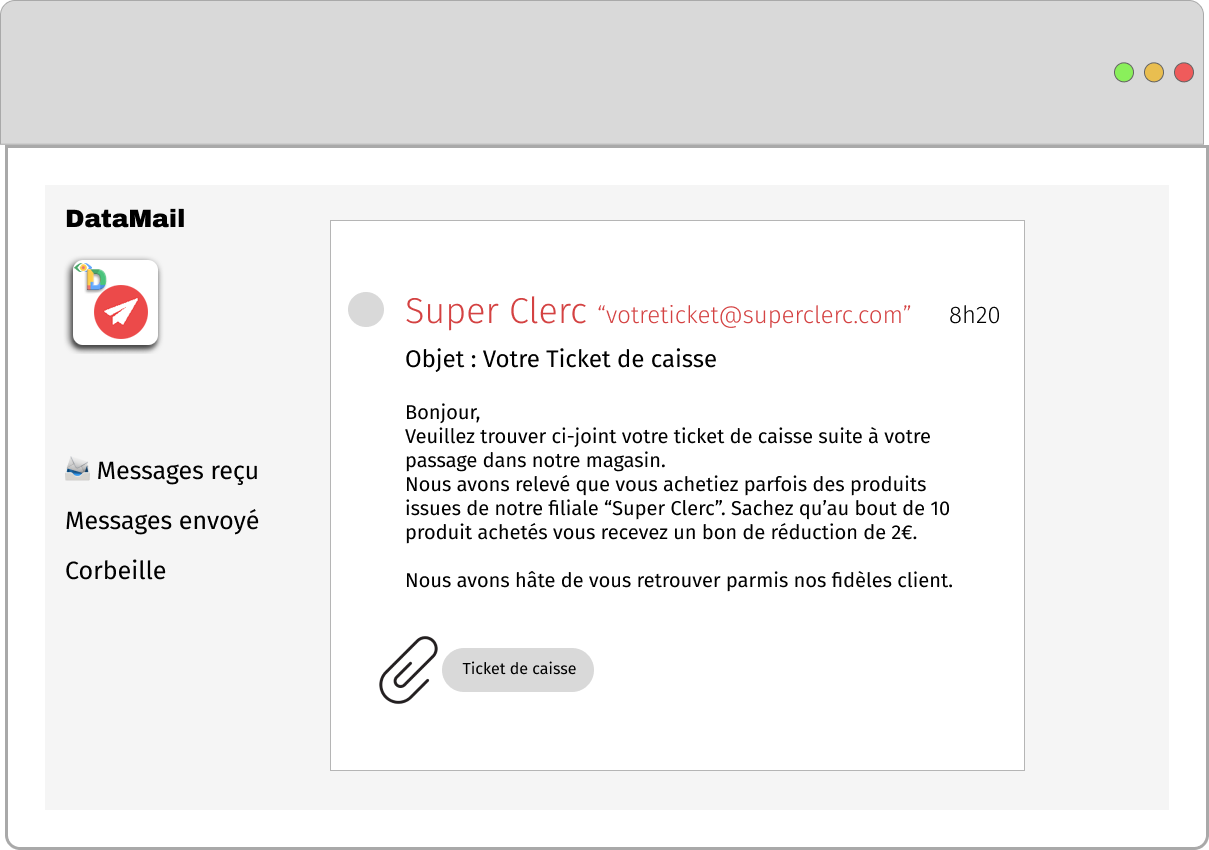 DataMail
D
Messages reçu
Messages envoyé
Corbeille
Super Clerc “votreticket@superclerc.com” 8h20
Objet : Votre Ticket de caisse
Bonjour,
Veuillez trouver ci-joint votre ticket de caisse suite à votre
passage dans notre magasin.
Nous avons relevé que vous achetiez parfois des produits
issues de notre filiale “Super Clerc”. Sachez qu’au bout de 10
produit achetés vous recevez un bon de réduction de 2€.
Nous avons hâte de vous retrouver parmis nos fidèles client.
Ticket de caisse